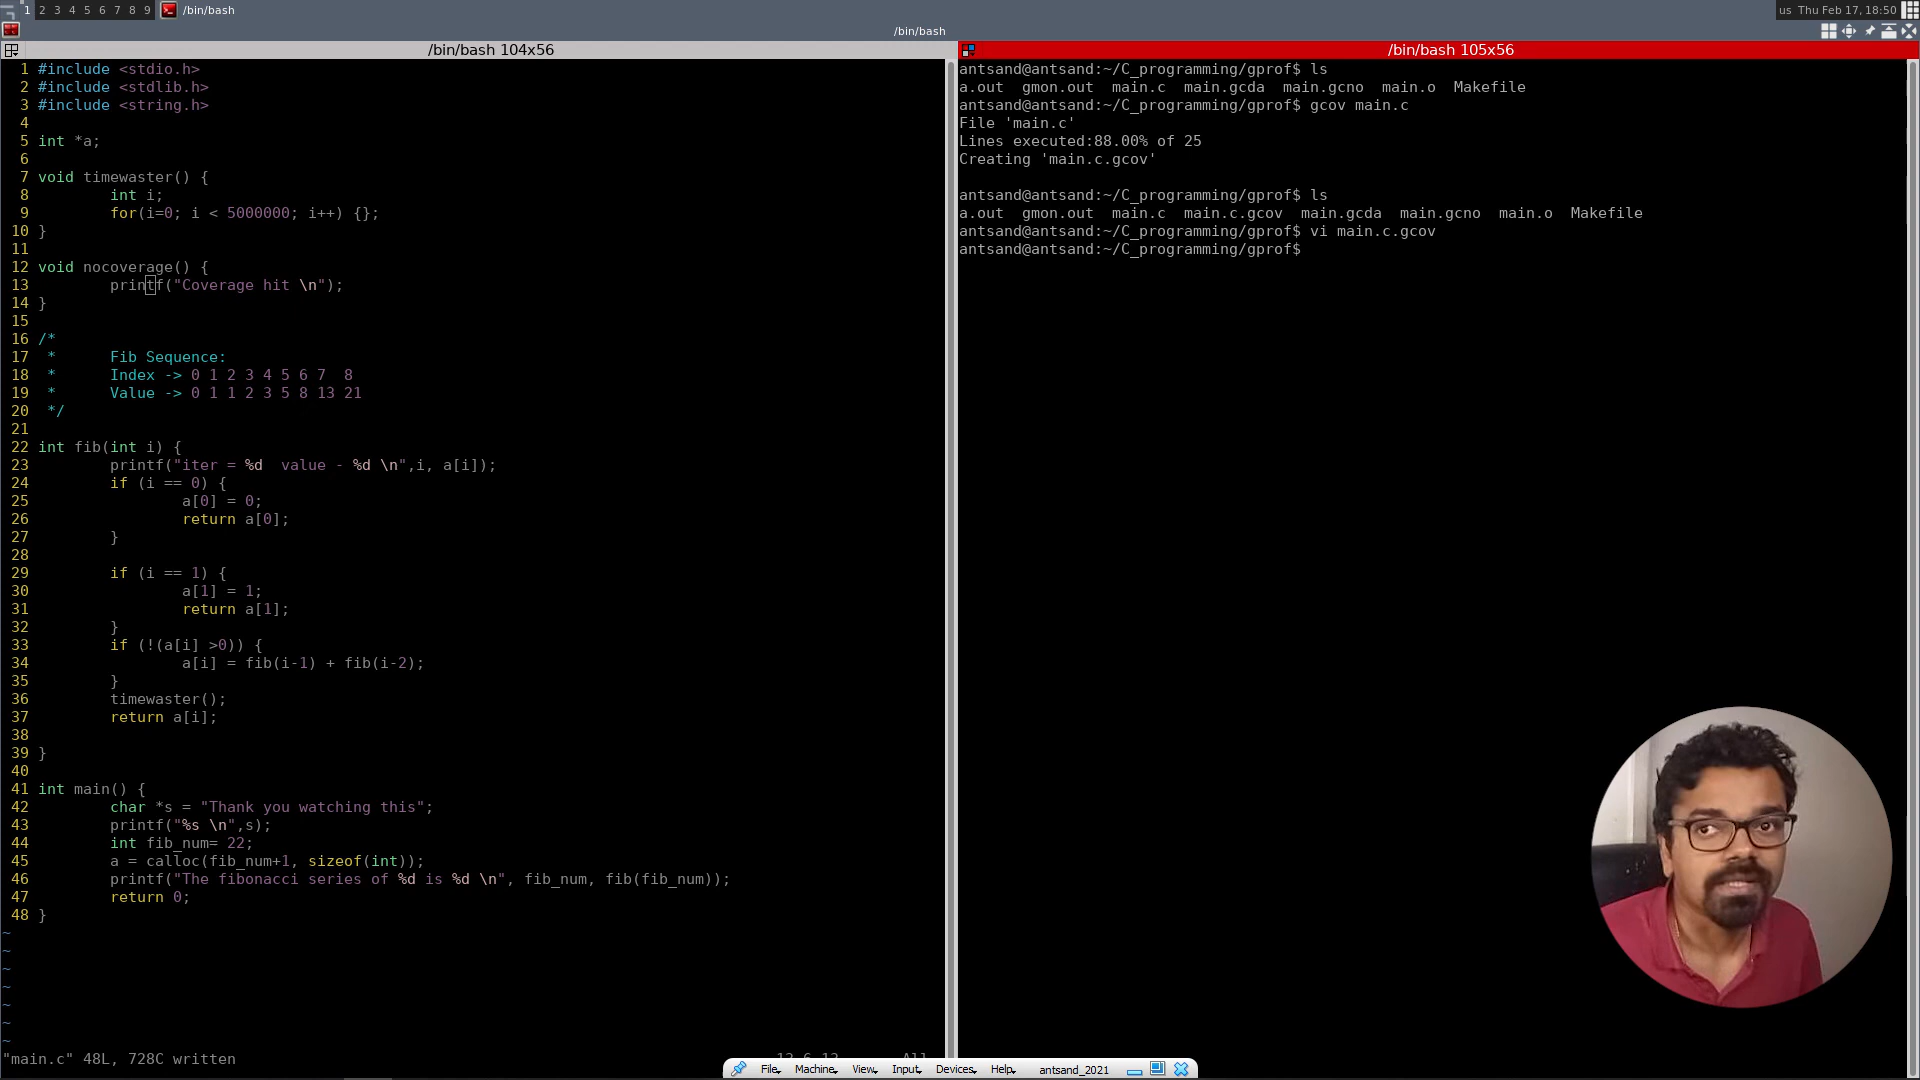 1 2 3 4 5 6 7 8 9 /bin/bash us Thu Feb 17, 18:50
/bin/bash
/bin/bash 104x56
1 #include <stdio.h>
2 #include <stdlib.h>
3 #include <string.h>
4
5 int *a;
6
7 void timewaster() {
8 int i;
9 for(i=0; i < 5000000; i++) {};
10 }
11
12 void nocoverage() {
13 printf("Coverage hit \n");
14 }
15
16 /*
17 * Fib Sequence:
18 * Index -> 0 1 2 3 4 5 6 7 8
19 * Value -> 0 1 1 2 3 5 8 13 21
20 */
21
22 int fib(int i) {
23 printf("iter = %d value - %d \n",i, a[i]);
24 if (i == 0) {
25 a[0] = 0;
26 return a[0];
27 }
28
29 if (i == 1) {
30 a[1] = 1;
31 return a[1];
32 }
33 if (!(a[i] >0)) {
34 a[i] = fib(i-1) + fib(i-2);
35 }
36 timewaster();
37 return a[i];
38
39 }
40
41 int main() {
42 char *s = "Thank you watching this";
43 printf("%s \n",s);
44 int fib_num= 22;
45 a = calloc(fib_num+1, sizeof(int));
46 printf("The fibonacci series of %d is %d \n", fib_num, fib(fib_num));
47 return 0;
48 }
~
~
~
~
~
~
~
"main.c" 48L, 728C written
/bin/bash 105x56
antsand@antsand:~/C_programming/gprof$ ls
a.out gmon.out main.c main.gcda main.gcno main.o Makefile
antsand@antsand:~/C_programming/gprof$ gcov main.c
File 'main.c'
Lines executed:88.00% of 25
Creating 'main.c.gcov'
antsand@antsand:~/C_programming/gprof$ ls
a.out gmon.out main.c main.c.gcov main.gcda main.gcno main.o Makefile
antsand@antsand:~/C_programming/gprof$ vi main.c.gcov
antsand@antsand:~/C_programming/gprof$
File Machine View Input Devices Help antsand_2021